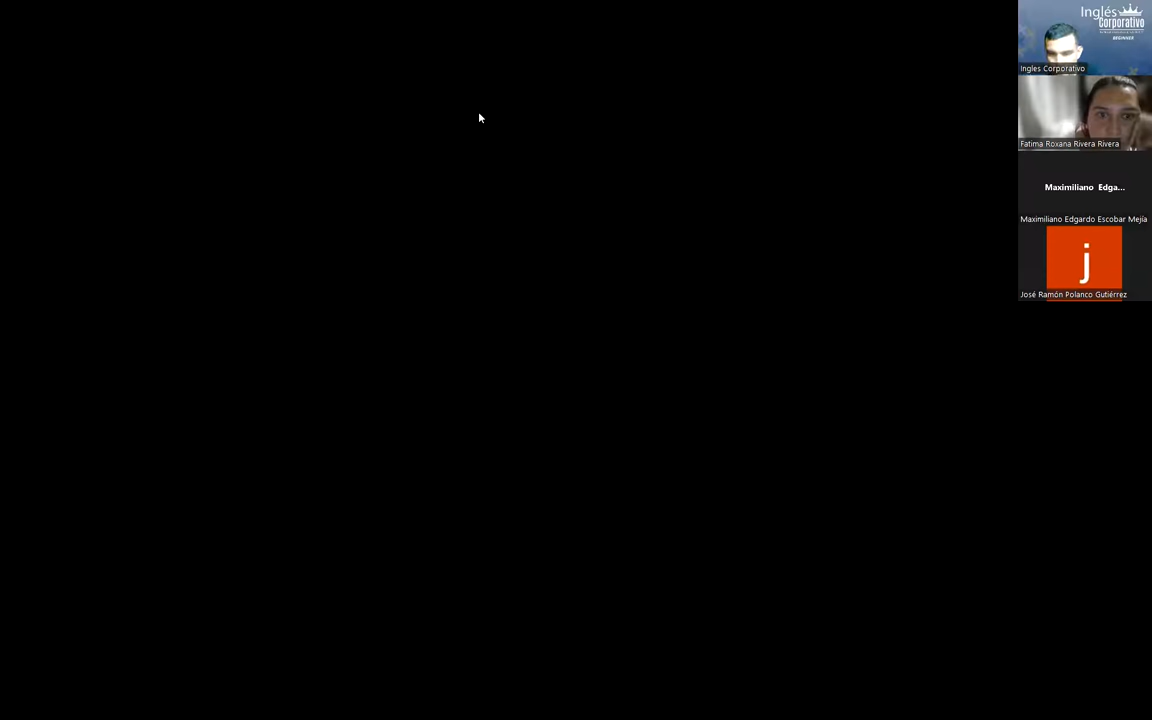 Inglés
Corporativo
BEGINNER
Ingles Corporativo
Fatima Roxana Rivera Rivera
Maximiliano Edga...
Maximiliano Edgardo Escobar Mejía
j
José Ramón Polanco Gutiérrez